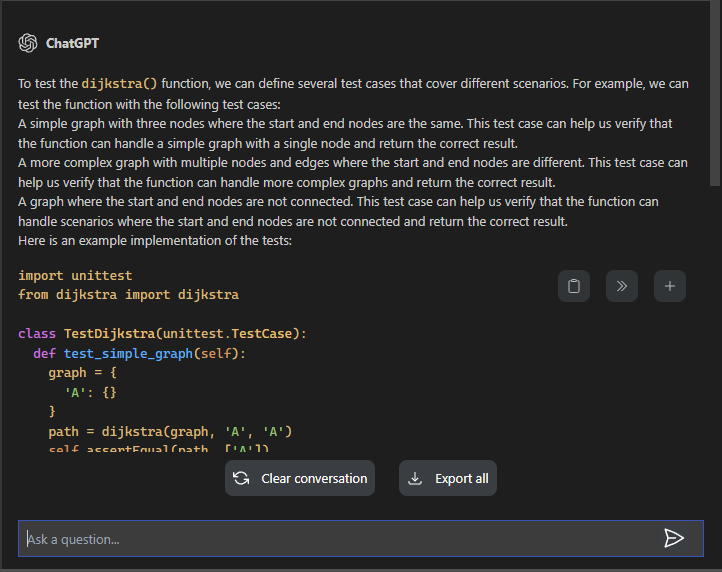 ChatGPT
To test the dijkstra() function, we can define several test cases that cover different scenarios. For example, we can
test the function with the following test cases:
A simple graph with three nodes where the start and end nodes are the same. This test case can help us verify that
the function can handle a simple graph with a single node and return the correct result.
A more complex graph with multiple nodes and edges where the start and end nodes are different. This test case can
help us verify that the function can handle more complex graphs and return the correct result.
A graph where the start and end nodes are not connected. This test case can help us verify that the function can
handle scenarios where the start and end nodes are not connected and return the correct result.
Here is an example implementation of the tests:
import unittest
from dijkstra import dijkstra
class TestDijkstra(unittest.TestCase):
  def test_simple_graph(self):
    graph = {
      'A': {}
    }
    path = dijkstra(graph, 'A', 'A')
    self.assertEqual(path, ['A'])
Clear conversation
Export all
Ask a question...